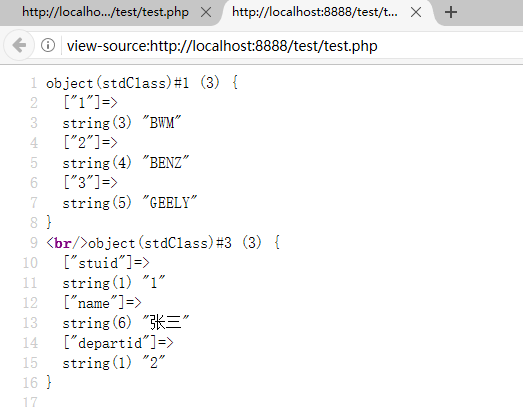 http://localho.../test/test.php
http://localhost:8888/test/t...
view-source:http://localhost:8888/test/test.php
1 object(stdClass)#1 (3) {
2 ["1"]=>
3 string(3) "BWM"
4 ["2"]=>
5 string(4) "BENZ"
6 ["3"]=>
7 string(5) "GEELY"
8 }
9 <br/>object(stdClass)#3 (3) {
10 ["stuid"]=>
11 string(1) "1"
12 ["name"]=>
13 string(6) "张三"
14 ["departid"]=>
15 string(1) "2"
16 }
17